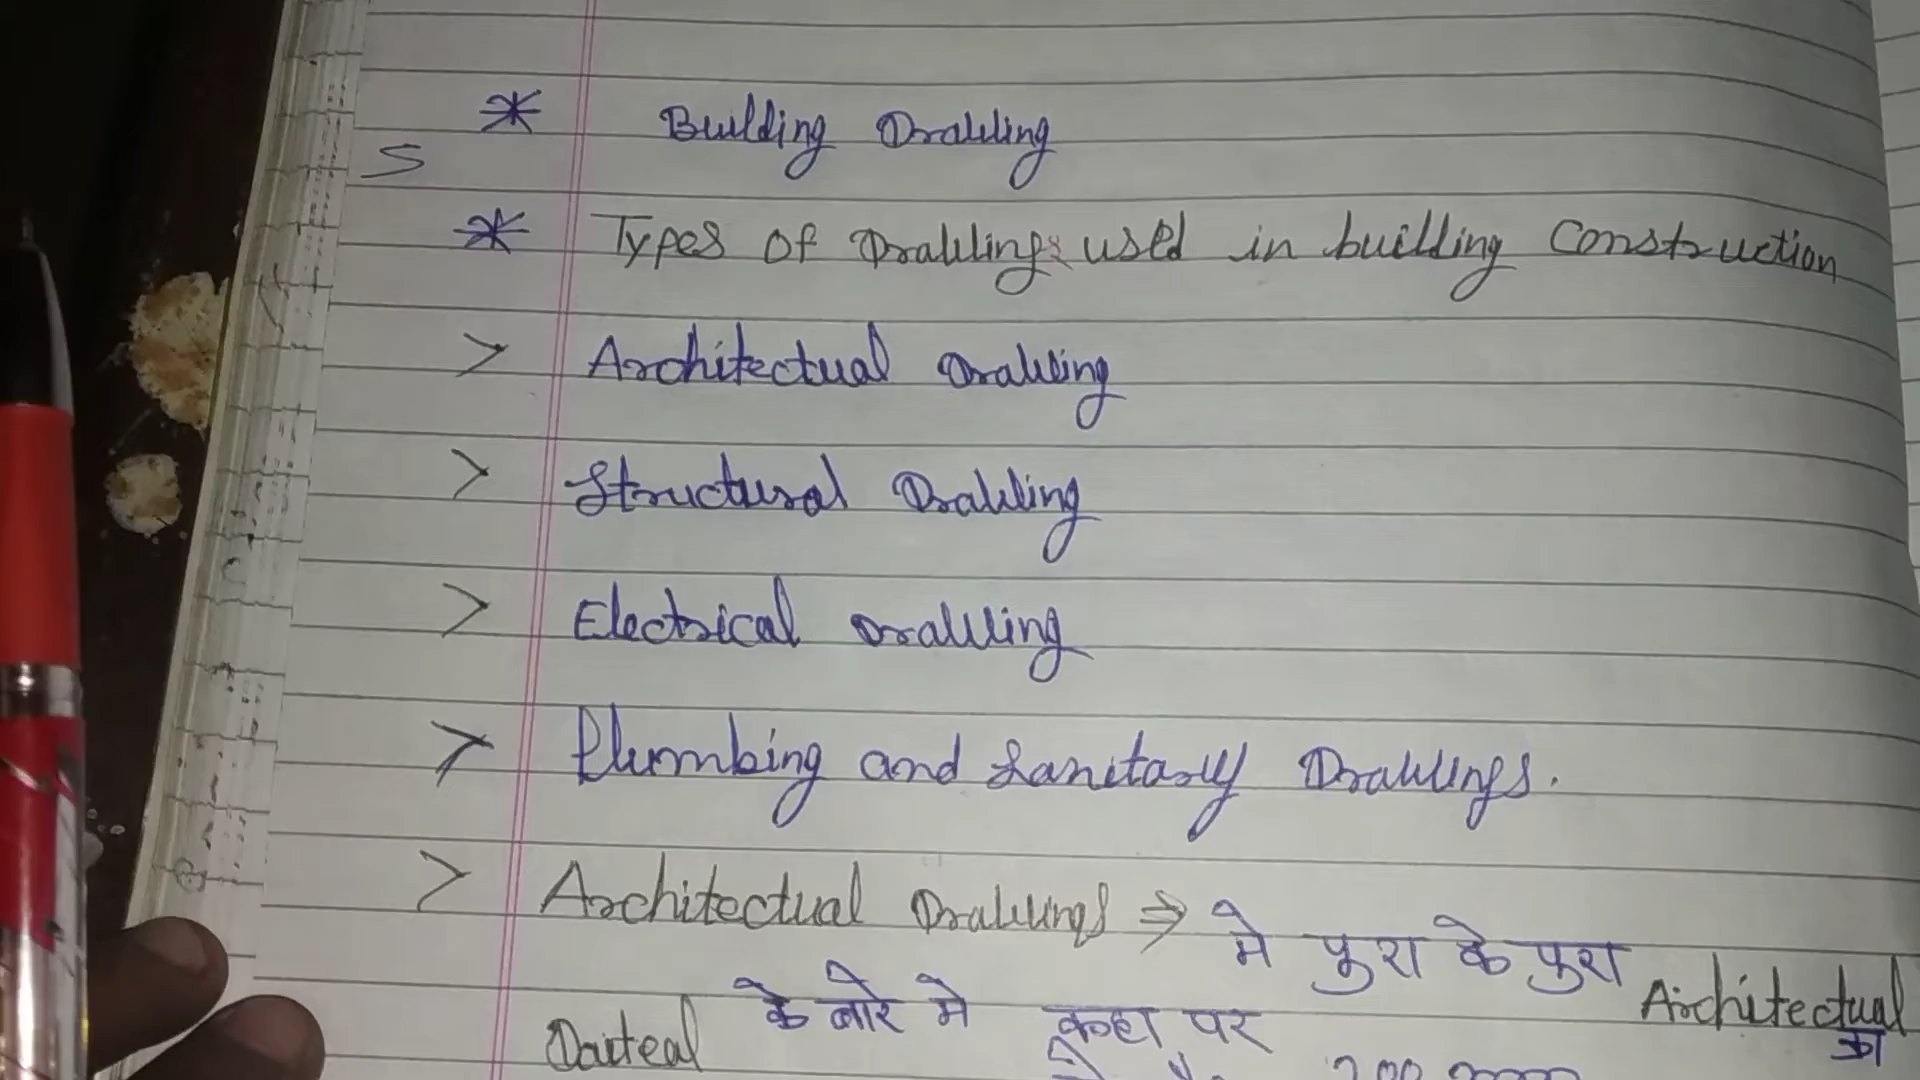 * Building Drawing
S
* Types of Drawings used in building Construction
> Architectual Drawing
> Structural Drawing
> Electrical Drawing
> Plumbing and Sanitary Drawings.
> Architectual Drawings ⇒ मे पुरा के पुरा Architectual का
Daiteal के बारे मे कहा पर